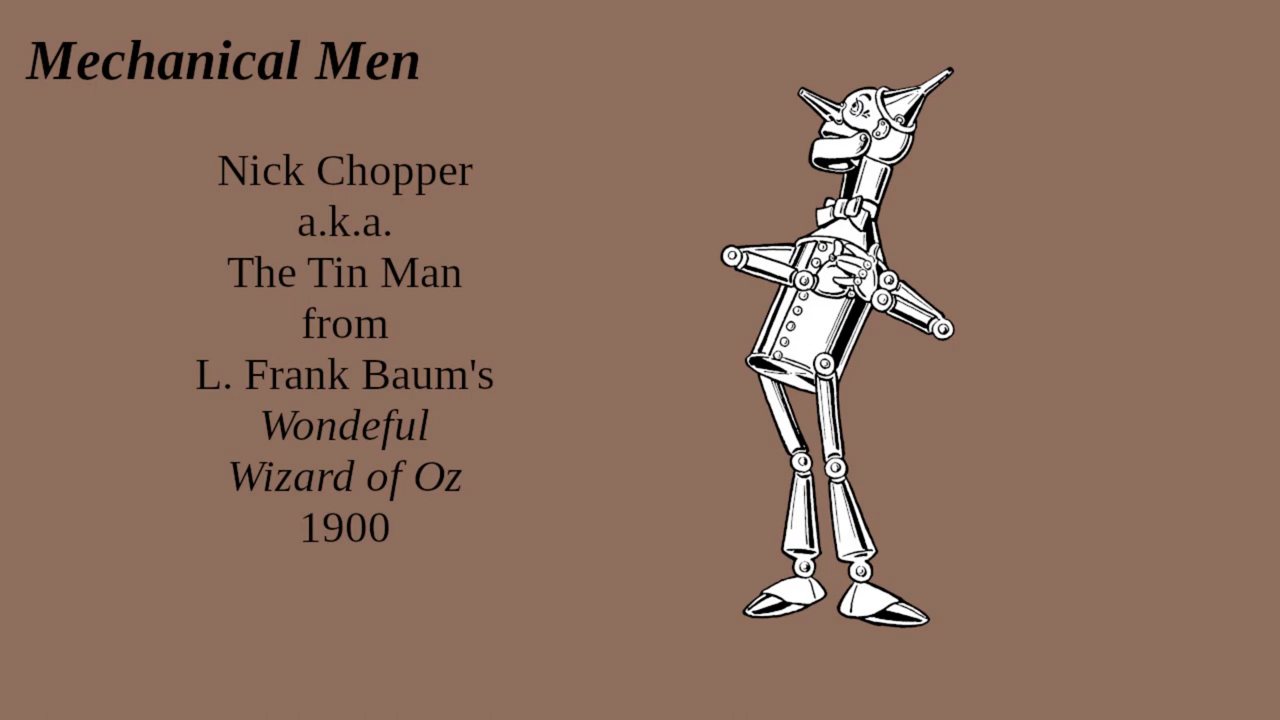 Mechanical Men
Nick Chopper
a.k.a.
The Tin Man
from
L. Frank Baum's
Wondeful
Wizard of Oz
1900